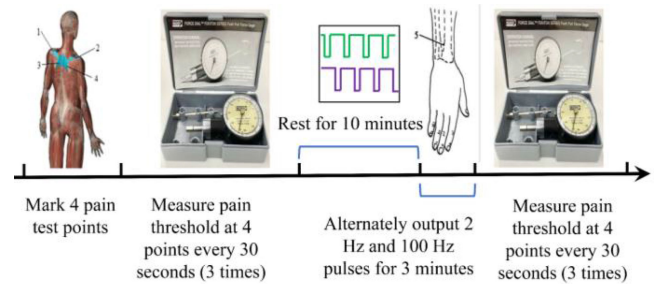 1
2
3
4
5
Rest for 10 minutes
Mark 4 pain
test points
Measure pain
threshold at 4
points every 30
seconds (3 times)
Alternately output 2
Hz and 100 Hz
pulses for 3 minutes
Measure pain
threshold at 4
points every 30
seconds (3 times)